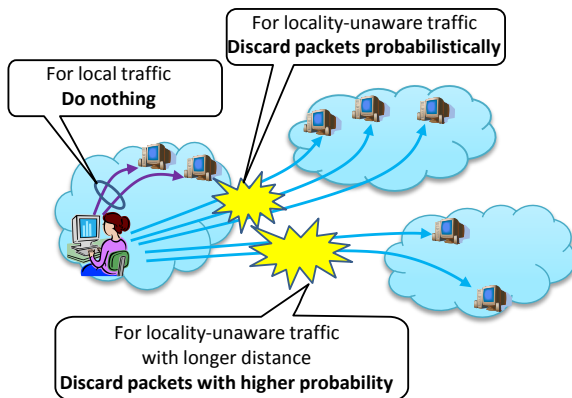 For locality-unaware traffic
Discard packets probabilistically
For local traffic
Do nothing
For locality-unaware traffic
with longer distance
Discard packets with higher probability